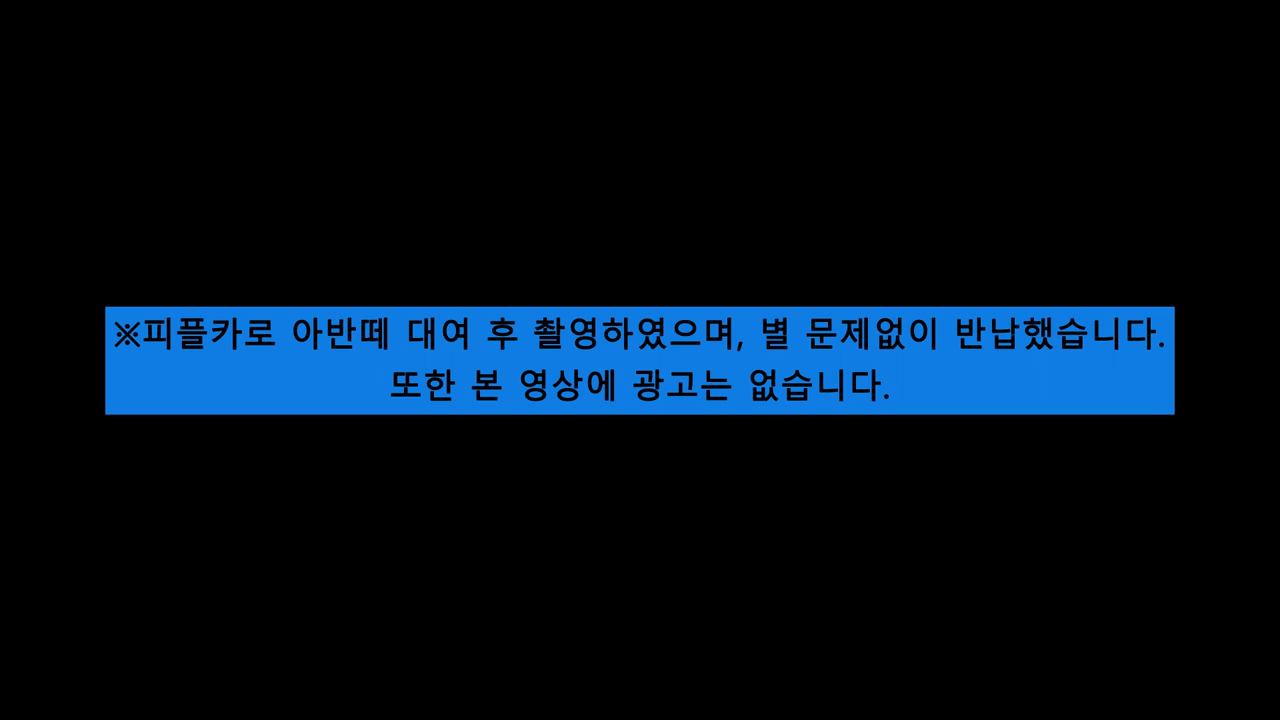 ※피플카로 아반떼 대여 후 촬영하였으며, 별 문제없이 반납했습니다.
또한 본 영상에 광고는 없습니다.